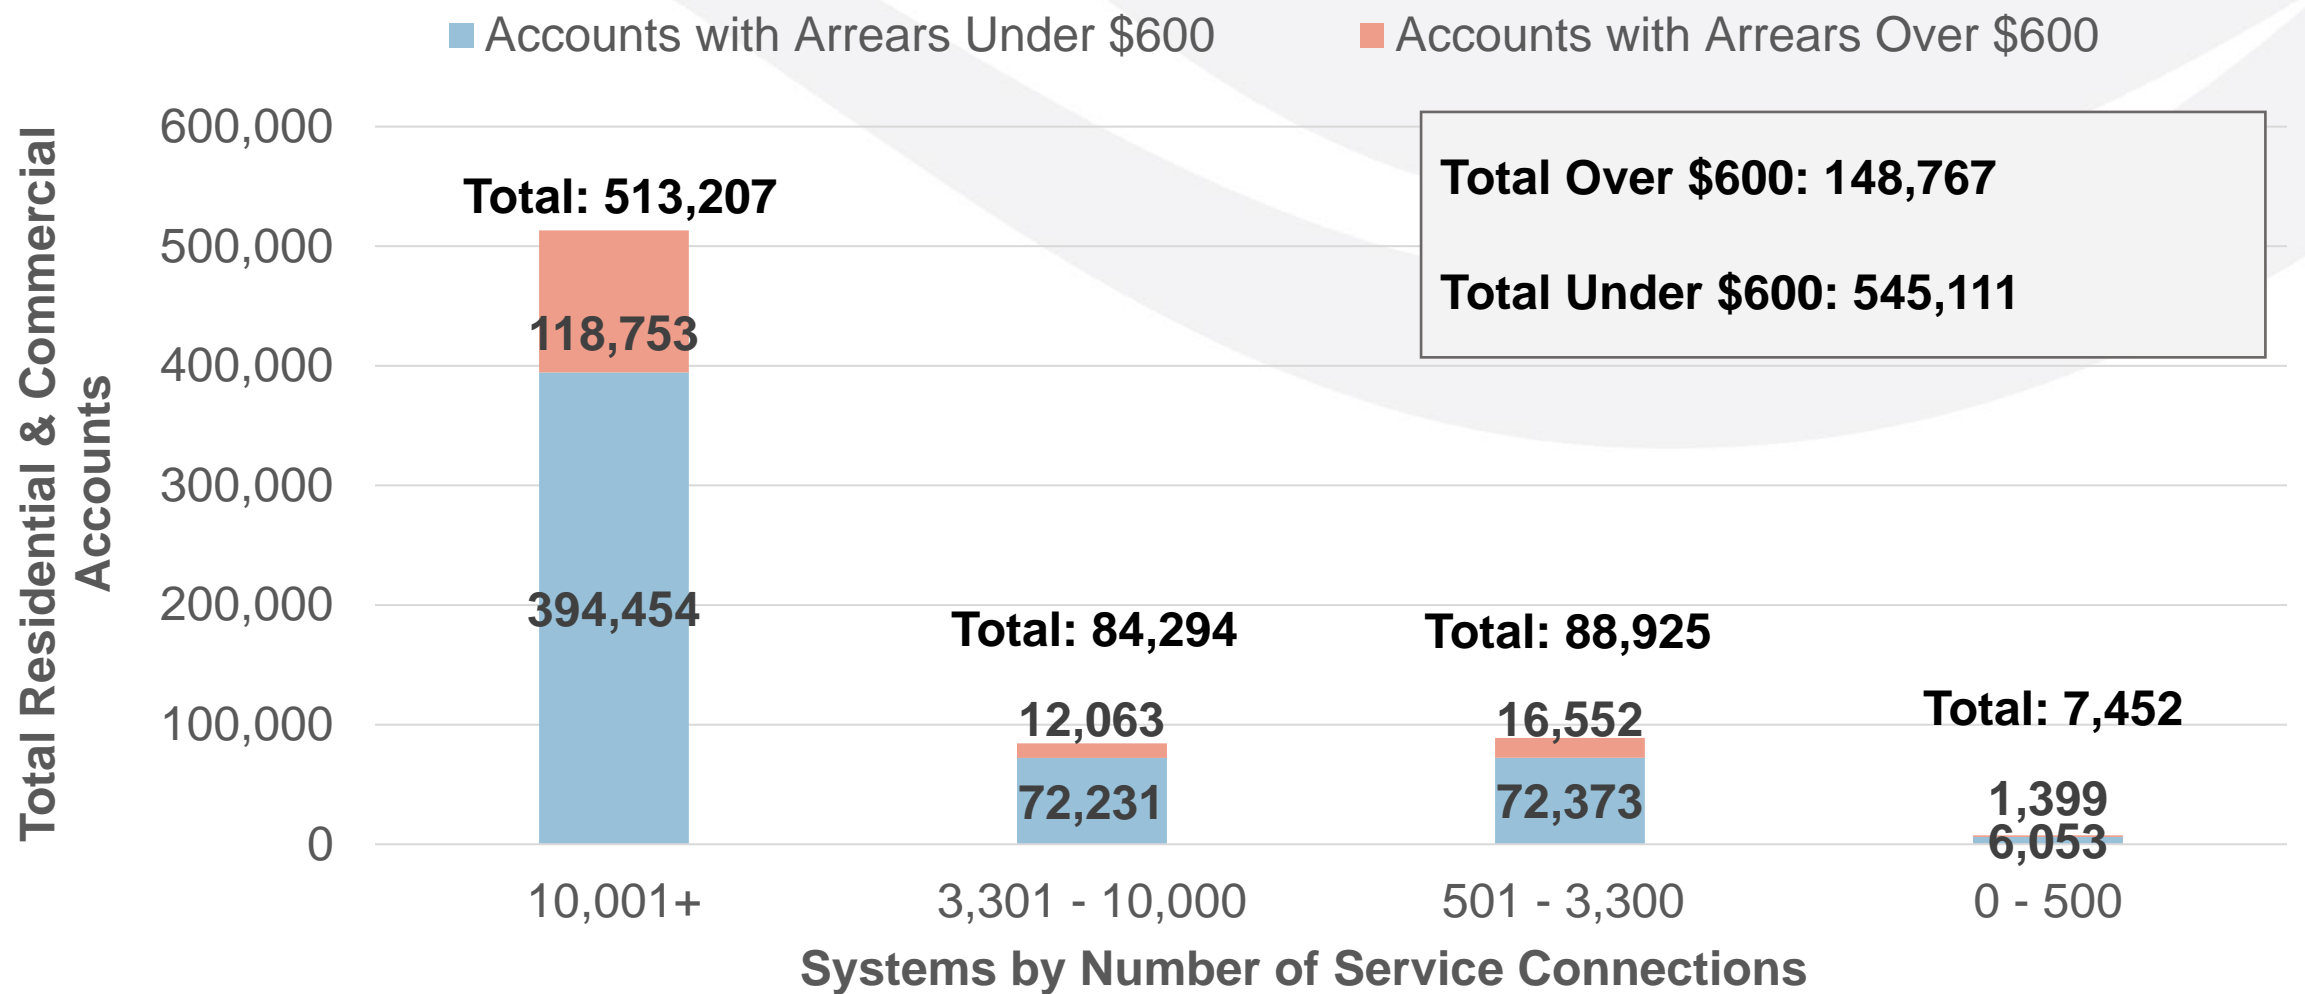 Accounts with Arrears Under $600
Accounts with Arrears Over $600
Total Residential & Commercial
Accounts
600,000
500,000
400,000
300,000
200,000
100,000
0
Total Over $600: 148,767
Total Under $600: 545,111
Total: 513,207
118,753
394,454
Total: 84,294
12,063
72,231
Total: 88,925
16,552
72,373
Total: 7,452
1,399
6,053
10,001+
3,301 - 10,000
501 - 3,300
0 - 500
Systems by Number of Service Connections